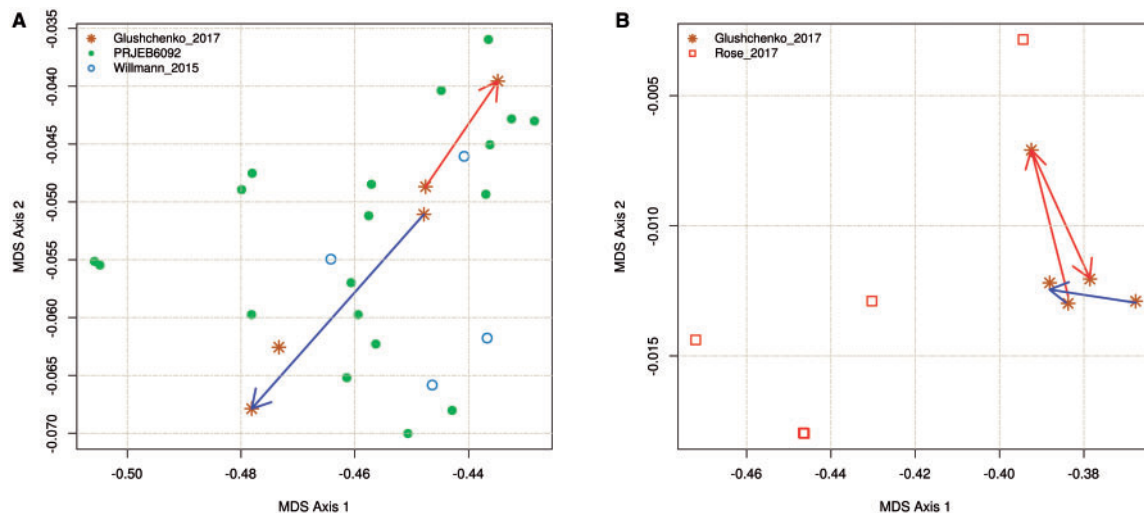 A
Glushchenko_2017
PRJEB6092
Willmann_2015
MDS Axis 2
-0.035
-0.040
-0.045
-0.050
-0.055
-0.060
-0.065
-0.070
-0.50
-0.48
-0.46
-0.44
MDS Axis 1
B
Glushchenko_2017
Rose_2017
MDS Axis 2
-0.005
-0.010
-0.015
-0.46
-0.44
-0.42
-0.40
-0.38
MDS Axis 1